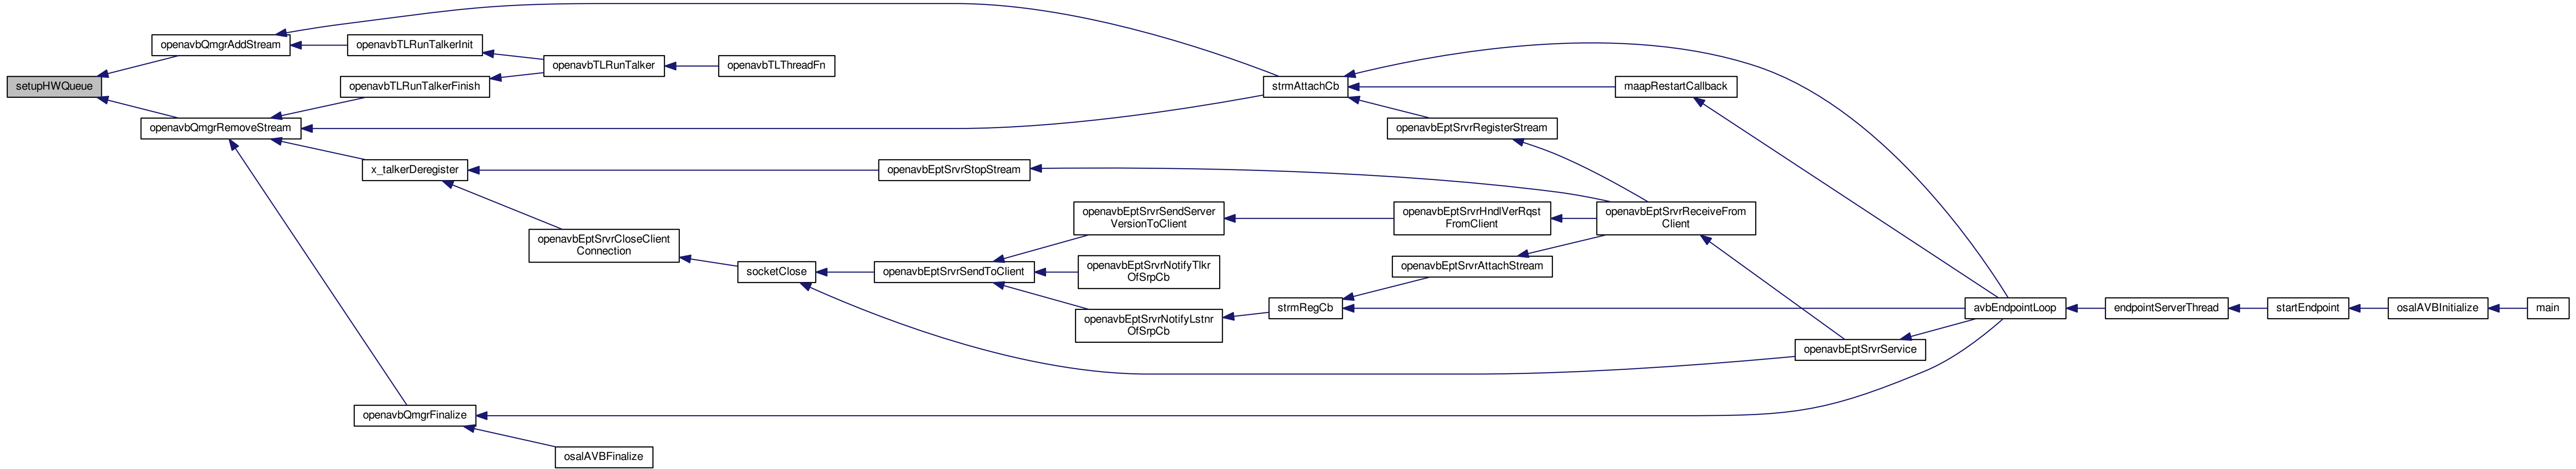 setupHWQueue
openavbQmgrAddStream
openavbQmgrRemoveStream
openavbTLRunTalkerInit
openavbTLRunTalkerFinish
x_talkerDeregister
openavbQmgrFinalize
openavbTLRunTalker
openavbEptSrvrCloseClient
Connection
osalAVBFinalize
openavbTLThreadFn
socketClose
openavbEptSrvrStopStream
openavbEptSrvrSendToClient
openavbEptSrvrSendServer
VersionToClient
openavbEptSrvrNotifyTlkr
OfSrpCb
openavbEptSrvrNotifyLstnr
OfSrpCb
strmAttachCb
strmRegCb
openavbEptSrvrRegisterStream
openavbEptSrvrHndlVerRqst
FromClient
openavbEptSrvrAttachStream
maapRestartCallback
openavbEptSrvrReceiveFrom
Client
openavbEptSrvrService
avbEndpointLoop
endpointServerThread
startEndpoint
osalAVBInitialize
main